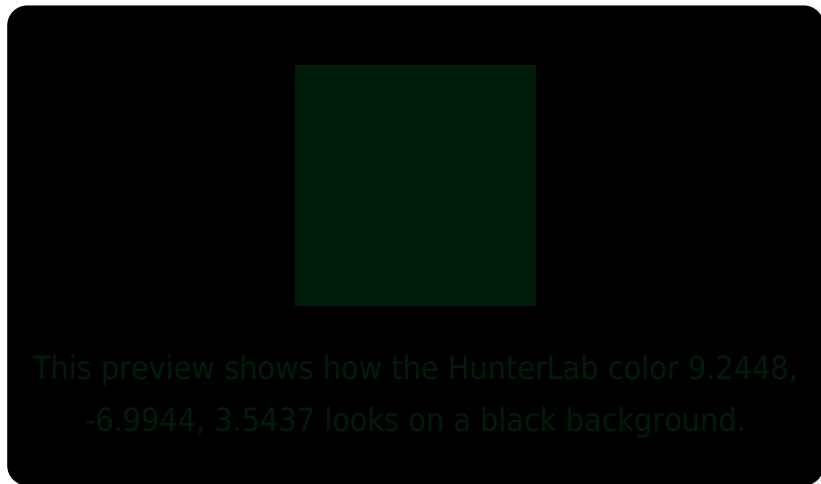 This preview shows how the HunterLab color 9.2448,
-6.9944, 3.5437 looks on a black background.